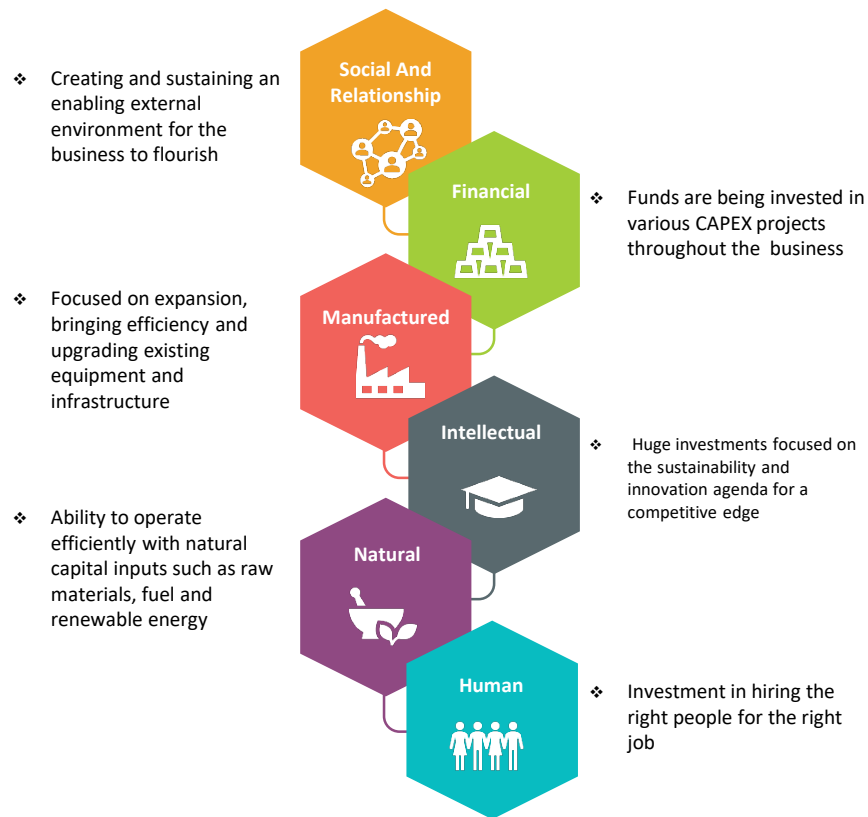 Social And
Relationship
❖ Creating and sustaining an
enabling external
environment for the
business to flourish
Financial
❖ Funds are being invested in
various CAPEX projects
throughout the business
Manufactured
❖ Focused on expansion,
bringing efficiency and
upgrading existing
equipment and
infrastructure
Intellectual
❖ Huge investments focused on
the sustainability and
innovation agenda for a
competitive edge
Natural
❖ Ability to operate
efficiently with natural
capital inputs such as raw
materials, fuel and
renewable energy
Human
❖ Investment in hiring the
right people for the right
job